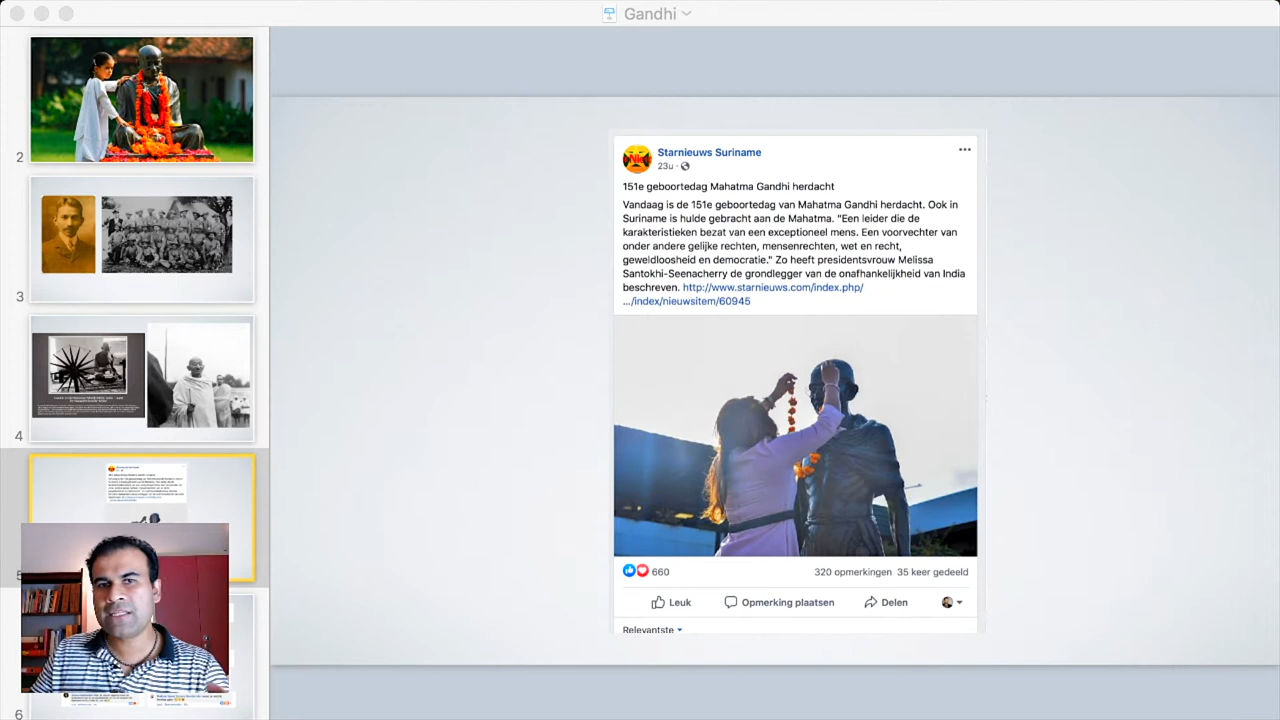 Gandhi
2
3
4
5
6
Starnieuws Suriname
23u ·
151e geboortedag Mahatma Gandhi herdacht
Vandaag is de 151e geboortedag van Mahatma Gandhi herdacht. Ook in
Suriname is hulde gebracht aan de Mahatma. "Een leider die de
karakteristieken bezat van een exceptioneel mens. Een voorvechter van
onder andere gelijke rechten, mensenrechten, wet en recht,
geweldloosheid en democratie." Zo heeft presidentsvrouw Melissa
Santokhi-Seenacherry de grondlegger van de onafhankelijkheid van India
beschreven. http://www.starnieuws.com/index.php/
…/index/nieuwsitem/60945
660
320 opmerkingen 35 keer gedeeld
Leuk Opmerking plaatsen Delen
Relevantste